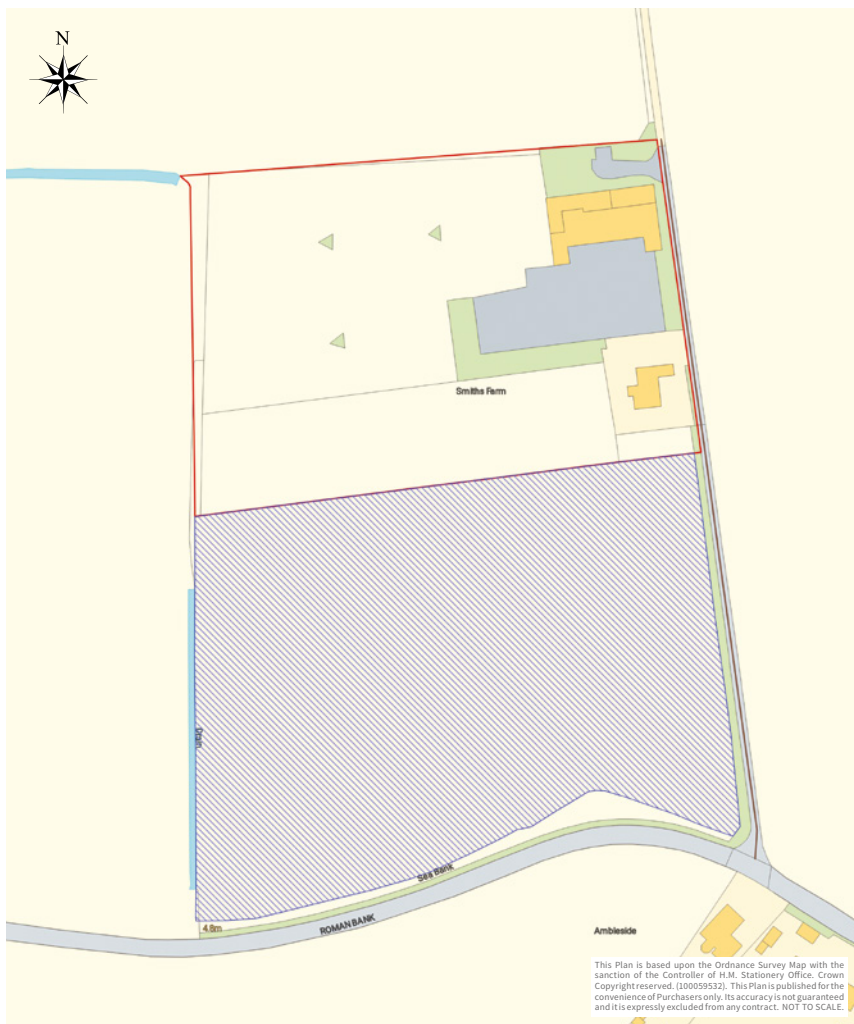 N
Smiths Farm
Drain
Sea Bank
4.8m
ROMAN BANK
Ambleside
This Plan is based upon the Ordnance Survey Map with the
sanction of the Controller of H.M. Stationery Office. Crown
Copyright reserved. (100059532). This Plan is published for the
convenience of Purchasers only. Its accuracy is not guaranteed
and it is expressly excluded from any contract. NOT TO SCALE.